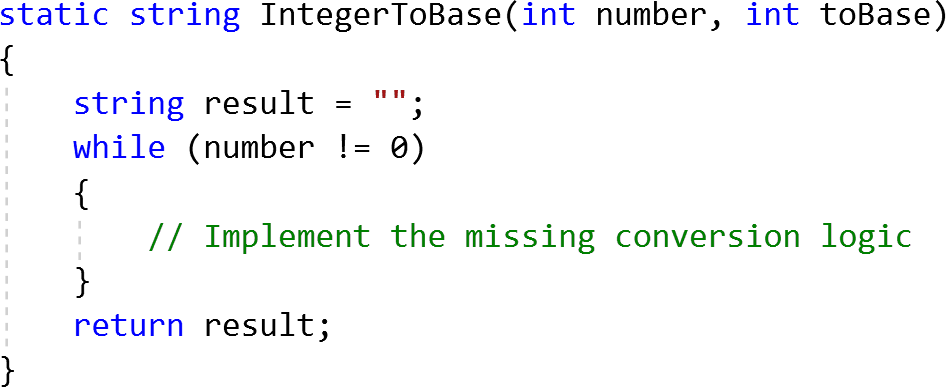 static string IntegerToBase(int number, int toBase)
{
    string result = "";
    while (number != 0)
    {
        // Implement the missing conversion logic
    }
    return result;
}